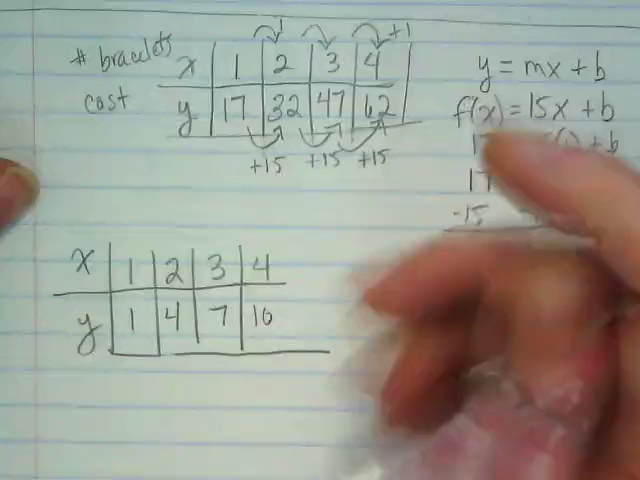 1 +1
# bracelets x 1 2 3 4
cost y 17 32 47 62
+15 +15 +15
y = mx + b
f(x) = 15x + b
+ b
17
-15
x 1 2 3 4
y 1 4 7 10